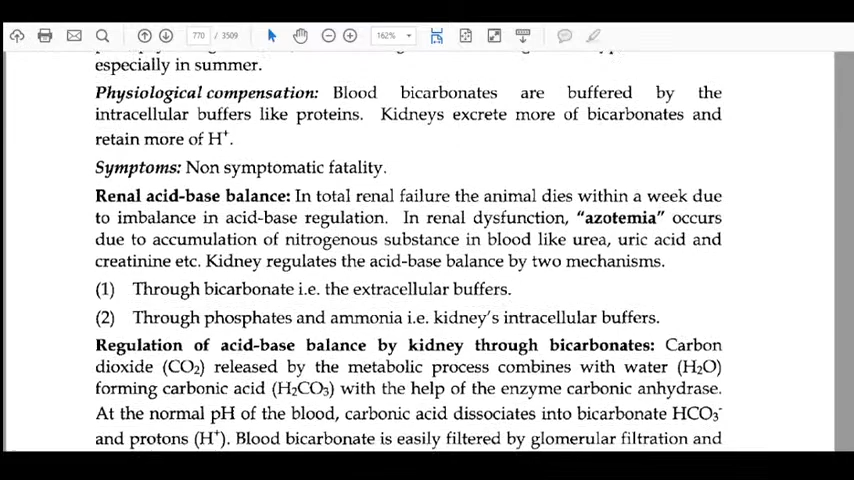 770 / 3509
162%
especially in summer.
Physiological compensation: Blood bicarbonates are buffered by the
intracellular buffers like proteins. Kidneys excrete more of bicarbonates and
retain more of H⁺.
Symptoms: Non symptomatic fatality.
Renal acid-base balance: In total renal failure the animal dies within a week due
to imbalance in acid-base regulation. In renal dysfunction, “azotemia” occurs
due to accumulation of nitrogenous substance in blood like urea, uric acid and
creatinine etc. Kidney regulates the acid-base balance by two mechanisms.
(1) Through bicarbonate i.e. the extracellular buffers.
(2) Through phosphates and ammonia i.e. kidney’s intracellular buffers.
Regulation of acid-base balance by kidney through bicarbonates: Carbon
dioxide (CO₂) released by the metabolic process combines with water (H₂O)
forming carbonic acid (H₂CO₃) with the help of the enzyme carbonic anhydrase.
At the normal pH of the blood, carbonic acid dissociates into bicarbonate HCO₃⁻
and protons (H⁺). Blood bicarbonate is easily filtered by glomerular filtration and